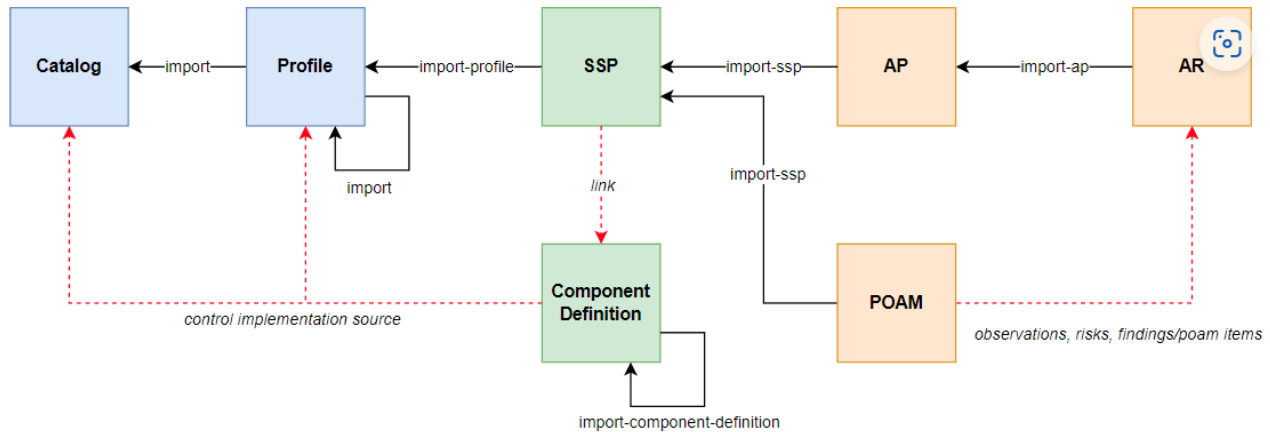 Catalog
import
Profile
import-profile
SSP
import-ssp
AP
import-ap
AR
import
link
import-ssp
Component
Definition
POAM
control implementation source
observations, risks, findings/poam items
import-component-definition